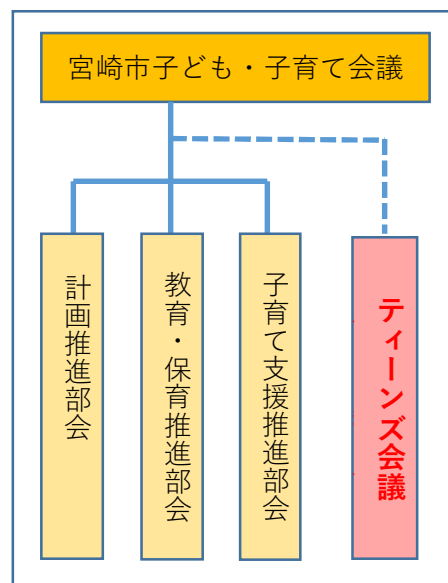 宮崎市子ども・子育て会議
計画推進部会
教育・保育推進部会
子育て支援推進部会
ティーンズ会議